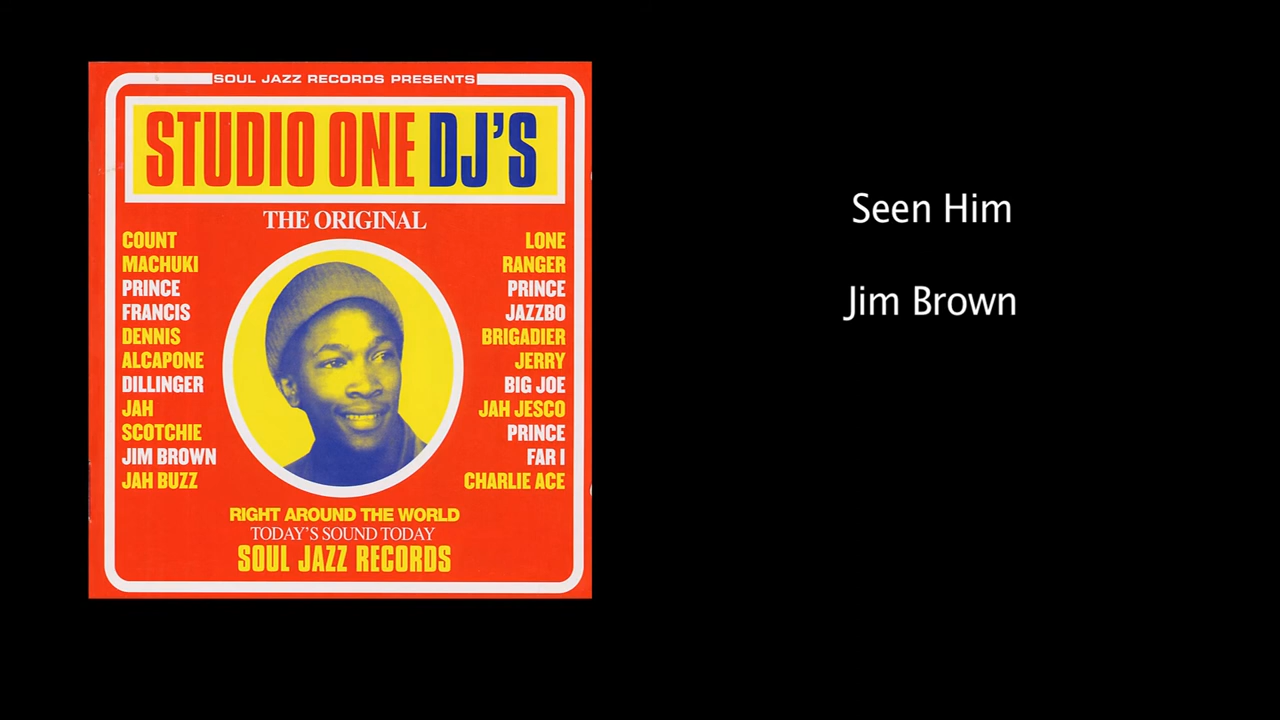 SOUL JAZZ RECORDS PRESENTS
STUDIO ONE DJ'S
THE ORIGINAL
COUNT
MACHUKI
PRINCE
FRANCIS
DENNIS
ALCAPONE
DILLINGER
JAH
SCOTCHIE
JIM BROWN
JAH BUZZ
LONE
RANGER
PRINCE
JAZZBO
BRIGADIER
JERRY
BIG JOE
JAH JESCO
PRINCE
FAR I
CHARLIE ACE
RIGHT AROUND THE WORLD
TODAY'S SOUND TODAY
SOUL JAZZ RECORDS
Seen Him
Jim Brown